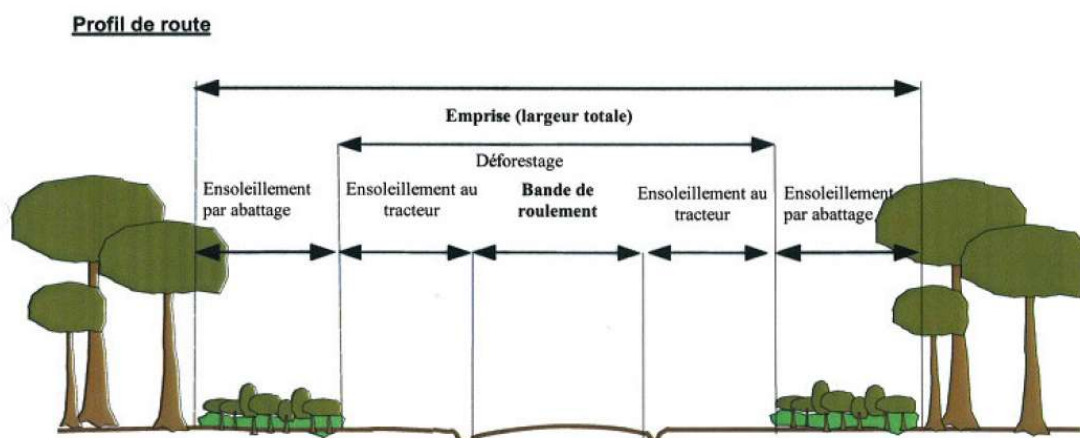 Profil de route
Emprise (largeur totale)
Déforestage
Ensoleillement
par abattage
Ensoleillement au
tracteur
Bande de
roulement
Ensoleillement au
tracteur
Ensoleillement
par abattage